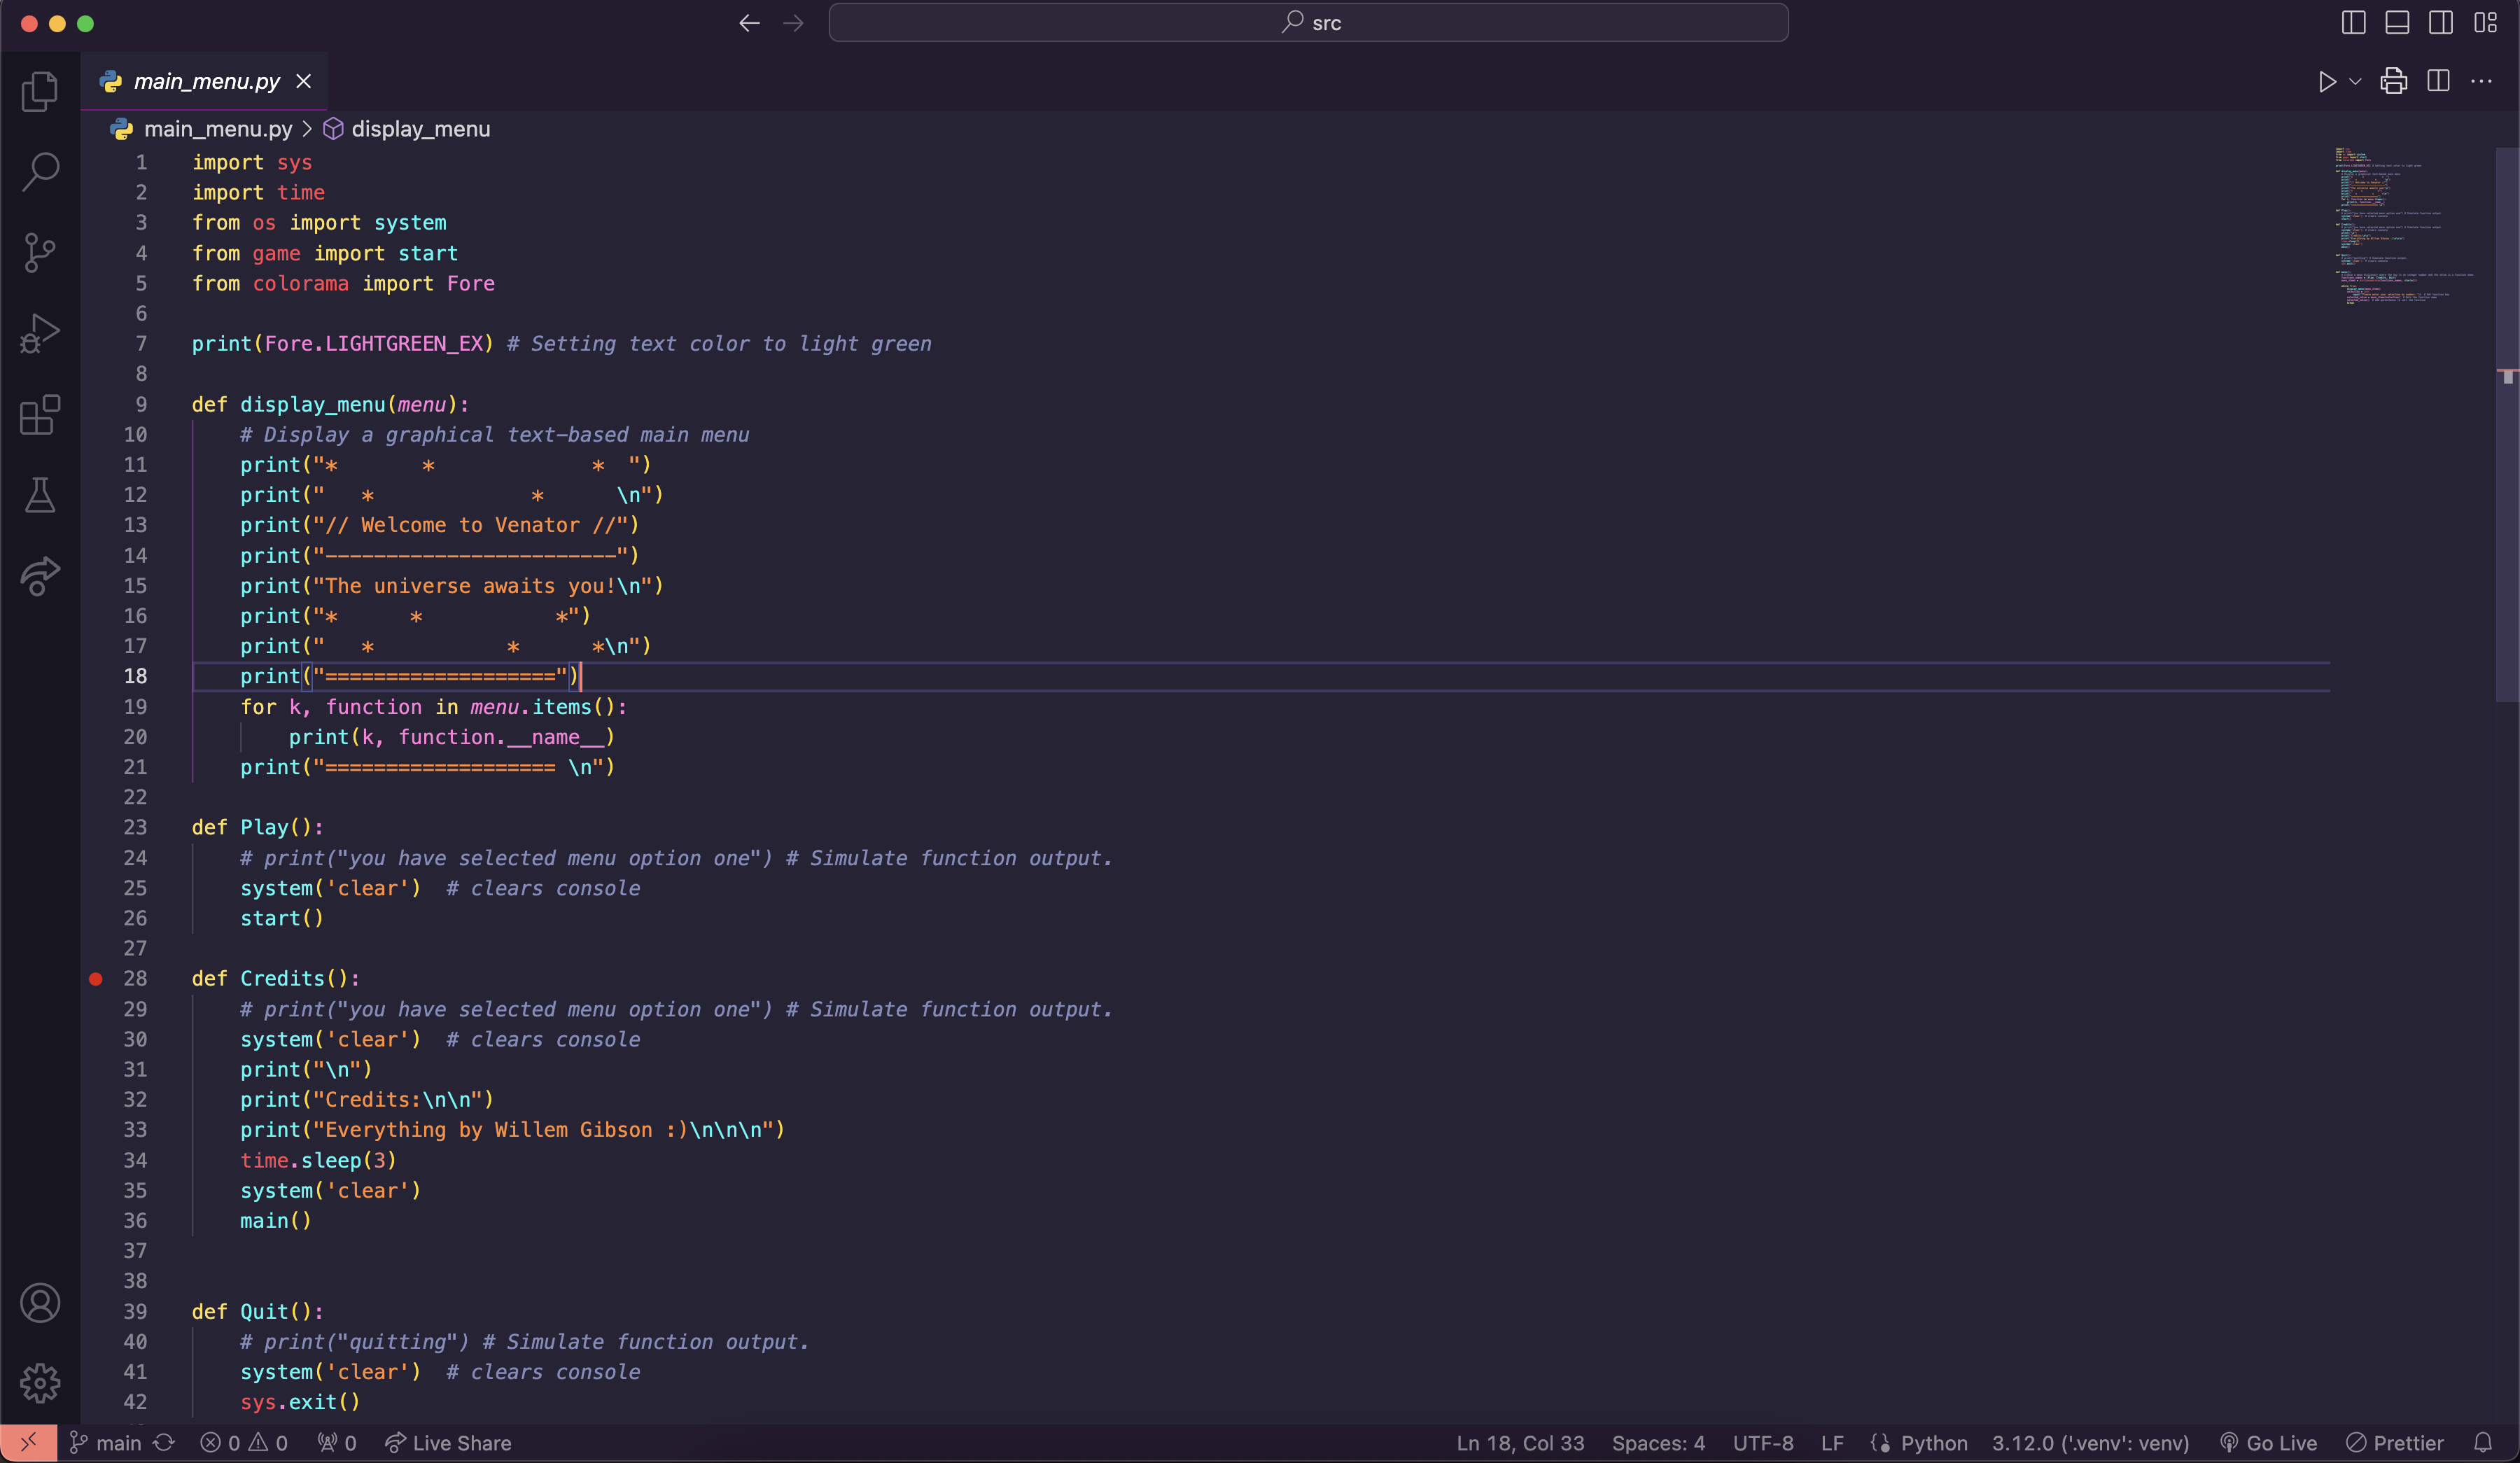 src
main_menu.py
main_menu.py > display_menu
1 import sys
2 import time
3 from os import system
4 from game import start
5 from colorama import Fore
6
7 print(Fore.LIGHTGREEN_EX) # Setting text color to light green
8
9 def display_menu(menu):
10     # Display a graphical text-based main menu
11     print("*       *             *  ")
12     print("   *             *      \n")
13     print("// Welcome to Venator //")
14     print("------------------------")
15     print("The universe awaits you!\n")
16     print("*      *           *")
17     print("   *           *      *\n")
18     print("===================")
19     for k, function in menu.items():
20         print(k, function.__name__)
21     print("=================== \n")
22
23 def Play():
24     # print("you have selected menu option one") # Simulate function output.
25     system('clear')  # clears console
26     start()
27
28 def Credits():
29     # print("you have selected menu option one") # Simulate function output.
30     system('clear')  # clears console
31     print("\n")
32     print("Credits:\n\n")
33     print("Everything by Willem Gibson :)\n\n\n")
34     time.sleep(3)
35     system('clear')
36     main()
37
38
39 def Quit():
40     # print("quitting") # Simulate function output.
41     system('clear')  # clears console
42     sys.exit()
main 0 0 0 Live Share Ln 18, Col 33 Spaces: 4 UTF-8 LF Python 3.12.0 ('.venv': venv) Go Live Prettier